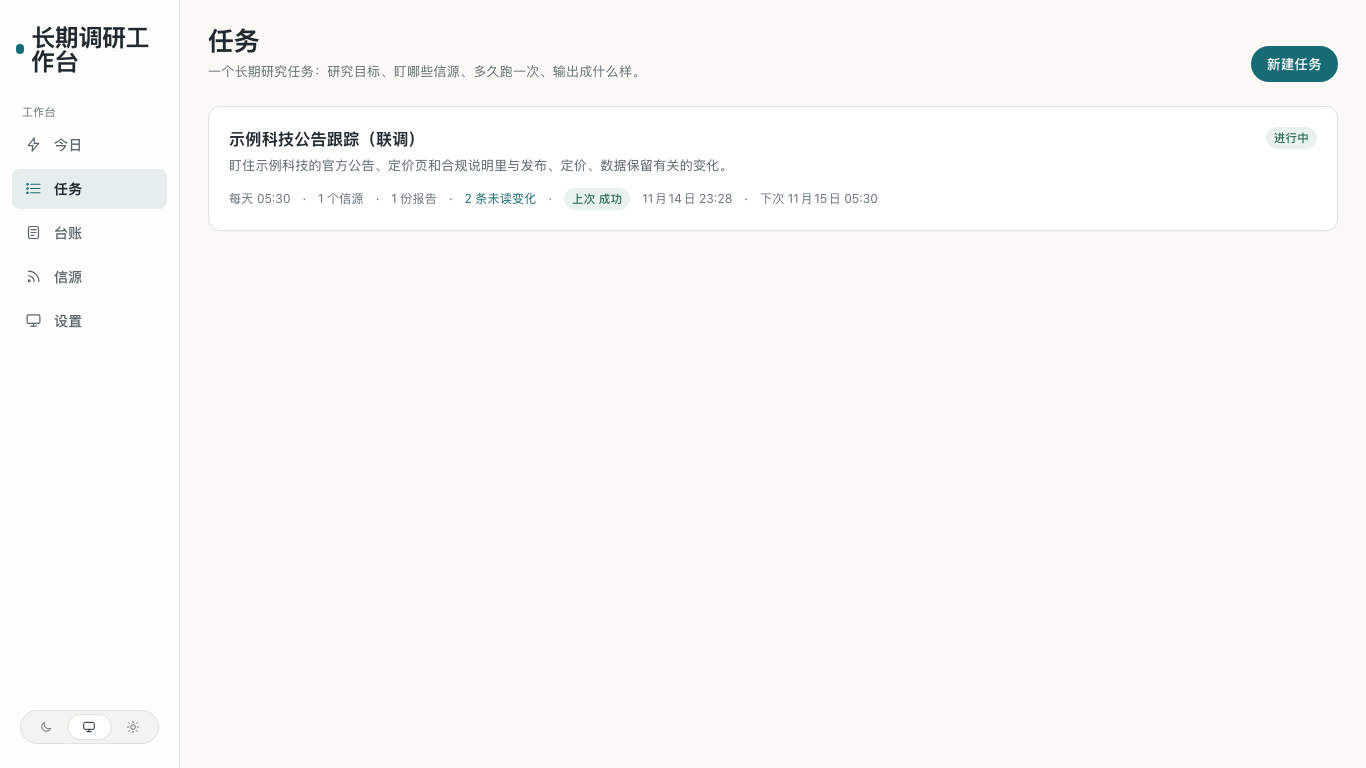 长期调研工
作台
工作台
今日
任务
台账
信源
设置
任务
一个长期研究任务：研究目标、盯哪些信源、多久跑一次、输出成什么样。
新建任务
示例科技公告跟踪（联调）
进行中
盯住示例科技的官方公告、定价页和合规说明里与发布、定价、数据保留有关的变化。
每天 05:30 · 1 个信源 · 1 份报告 · 2 条未读变化 · 上次 成功 11月14日 23:28 · 下次 11月15日 05:30